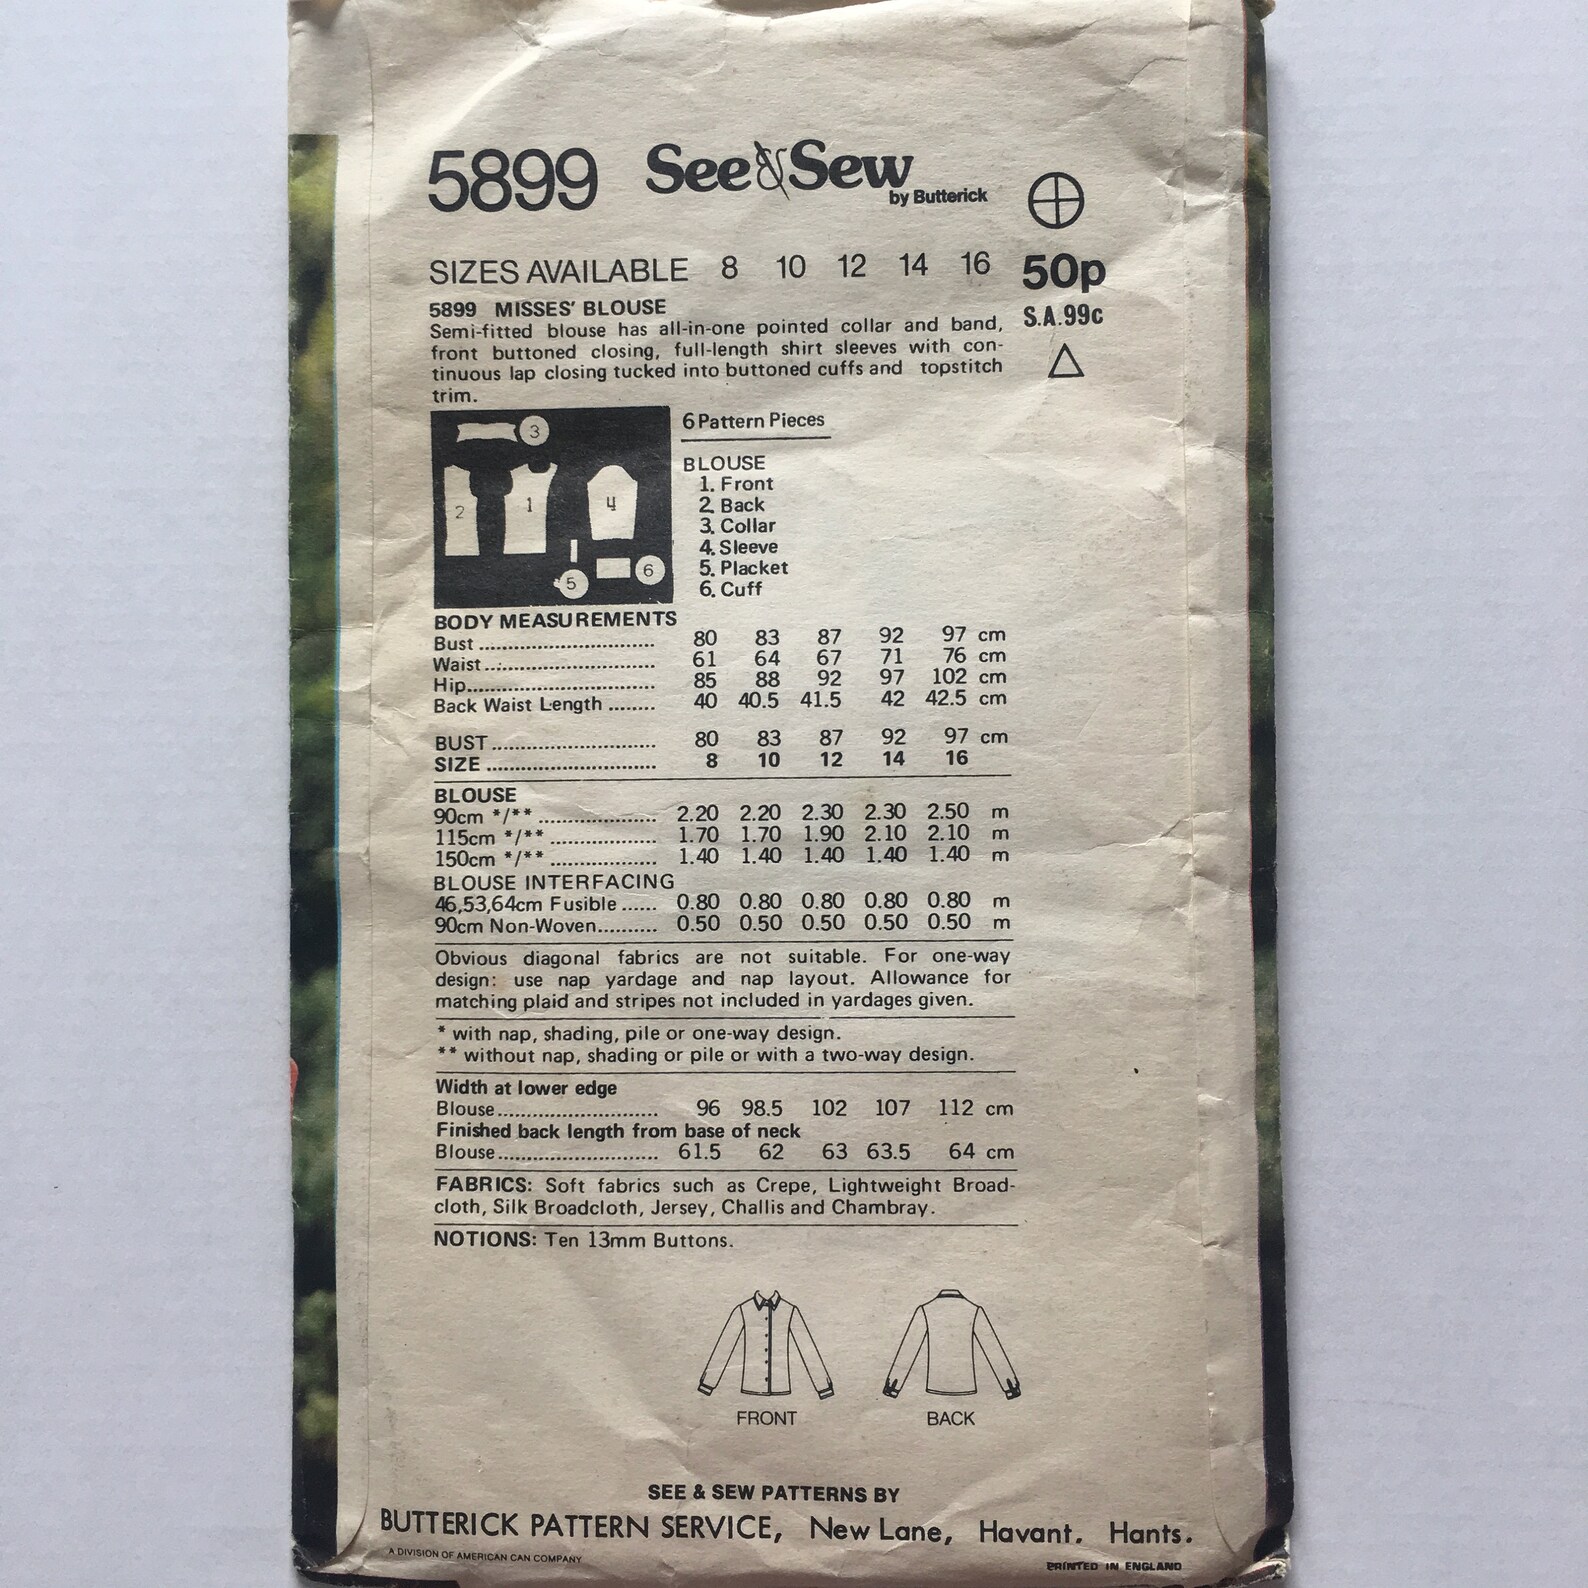 5899 See & Sew
by Butterick
SIZES AVAILABLE 8 10 12 14 16 50p
S.A.99c
5899 MISSES' BLOUSE
Semi-fitted blouse has all-in-one pointed collar and band,
front buttoned closing, full-length shirt sleeves with con-
tinuous lap closing tucked into buttoned cuffs and topstitch
trim.
3
2 1 4
5 6
6 Pattern Pieces
BLOUSE
1. Front
2. Back
3. Collar
4. Sleeve
5. Placket
6. Cuff
BODY MEASUREMENTS
Bust .............................. 80 83 87 92 97 cm
Waist ............................. 61 64 67 71 76 cm
Hip................................ 85 88 92 97 102 cm
Back Waist Length ........ 40 40.5 41.5 42 42.5 cm
BUST ............................ 80 83 87 92 97 cm
SIZE ............................. 8 10 12 14 16
BLOUSE
90cm */** .................... 2.20 2.20 2.30 2.30 2.50 m
115cm */** .................. 1.70 1.70 1.90 2.10 2.10 m
150cm */** .................. 1.40 1.40 1.40 1.40 1.40 m
BLOUSE INTERFACING
46,53,64cm Fusible ...... 0.80 0.80 0.80 0.80 0.80 m
90cm Non-Woven.......... 0.50 0.50 0.50 0.50 0.50 m
Obvious diagonal fabrics are not suitable. For one-way
design: use nap yardage and nap layout. Allowance for
matching plaid and stripes not included in yardages given.
* with nap, shading, pile or one-way design.
** without nap, shading or pile or with a two-way design.
Width at lower edge
Blouse............................ 96 98.5 102 107 112 cm
Finished back length from base of neck
Blouse............................ 61.5 62 63 63.5 64 cm
FABRICS: Soft fabrics such as Crepe, Lightweight Broad-
cloth, Silk Broadcloth, Jersey, Challis and Chambray.
NOTIONS: Ten 13mm Buttons.
FRONT BACK
SEE & SEW PATTERNS BY
BUTTERICK PATTERN SERVICE, New Lane, Havant. Hants.
A DIVISION OF AMERICAN CAN COMPANY
PRINTED IN ENGLAND